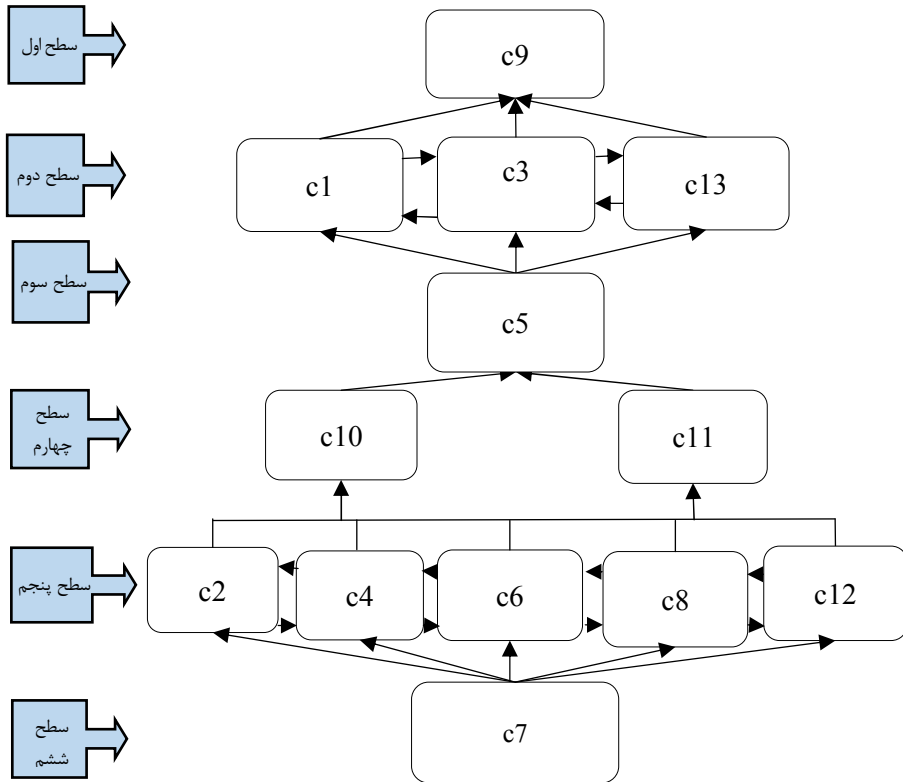 سطح اول
c9
سطح دوم
c1
c3
c13
سطح سوم
c5
سطح
چهارم
c10
c11
سطح پنجم
c2
c4
c6
c8
c12
سطح
ششم
c7